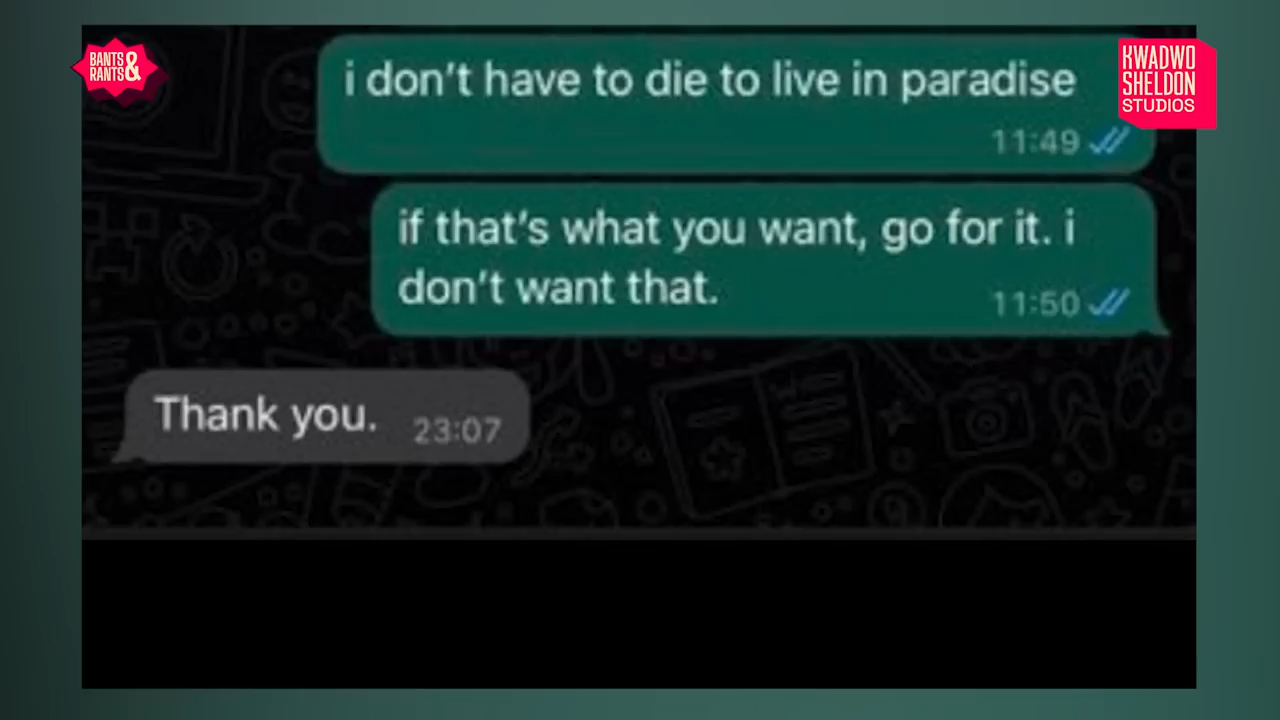 BANTS
& RANTS
KWADWO
SHELDON
STUDIOS
i don't have to die to live in paradise
11:49
if that's what you want, go for it. i
don't want that.
11:50
Thank you. 23:07